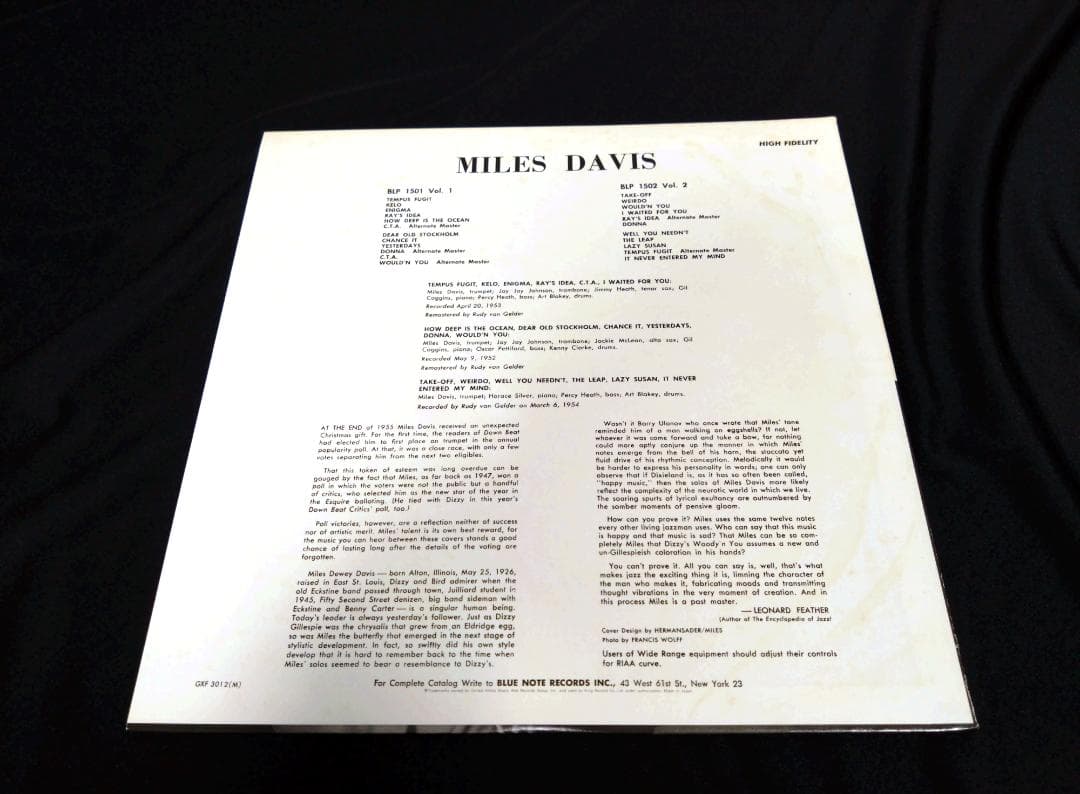 HIGH FIDELITY
MILES DAVIS
BLP 1501 Vol. 1
TEMPUS FUGIT
KELO
ENIGMA
RAY'S IDEA
HOW DEEP IS THE OCEAN
C.T.A. Alternate Master
DEAR OLD STOCKHOLM
CHANCE IT
YESTERDAYS
DONNA Alternate Master
C.T.A.
WOULD'N YOU Alternate Master
BLP 1502 Vol. 2
TAKE-OFF
WEIRDO
WOULD'N YOU
I WAITED FOR YOU
RAY'S IDEA Alternate Master
DONNA
WELL YOU NEEDN'T
THE LEAP
LAZY SUSAN
TEMPUS FUGIT Alternate Master
IT NEVER ENTERED MY MIND
TEMPUS FUGIT, KELO, ENIGMA, RAY'S IDEA, C.T.A., I WAITED FOR YOU:
Miles Davis, trumpet; Jay Jay Johnson, trombone; Jimmy Heath, tenor sax; Gil
Coggins, piano; Percy Heath, bass; Art Blakey, drums.
Recorded April 20, 1953
Remastered by Rudy van Gelder
HOW DEEP IS THE OCEAN, DEAR OLD STOCKHOLM, CHANCE IT, YESTERDAYS,
DONNA, WOULD'N YOU:
Miles Davis, trumpet; Jay Jay Johnson, trombone; Jackie McLean, alto sax; Gil
Coggins, piano; Oscar Pettiford, bass; Kenny Clarke, drums.
Recorded May 9, 1952
Remastered by Rudy van Gelder
TAKE-OFF, WEIRDO, WELL YOU NEEDN'T, THE LEAP, LAZY SUSAN, IT NEVER
ENTERED MY MIND:
Miles Davis, trumpet; Horace Silver, piano; Percy Heath, bass; Art Blakey, drums.
Recorded by Rudy van Gelder on March 6, 1954
AT THE END of 1955 Miles Davis received an unexpected
Christmas gift. For the first time, the readers of Down Beat
had elected him to first place on trumpet in the annual
popularity poll. At that, it was a close race, with only a few
votes separating him from the next two eligibles.
That this token of esteem was long overdue can be
gouged by the fact that Miles, as far back as 1947, won a
poll in which the voters were not the public but a handful
of critics, who selected him as the new star of the year in
the Esquire balloting. (He tied with Dizzy in this year's
Down Beat Critics' poll, too.)
Poll victories, however, are a reflection neither of success
nor of artistic merit. Miles' talent is its own best reward, for
the music you can hear between these covers stands a good
chance of lasting long after the details of the voting are
forgotten.
Miles Dewey Davis — born Alton, Illinois, May 25, 1926,
raised in East St. Louis, Dizzy and Bird admirer when the
old Eckstine band passed through town, Juilliard student in
1945, Fifty Second Street denizen, big band sideman with
Eckstine and Benny Carter — is a singular human being.
Today's leader is always yesterday's follower. Just as Dizzy
Gillespie was the chrysalis that grew from an Eldridge egg,
so was Miles the butterfly that emerged in the next stage of
stylistic development. In fact, so swiftly did his own style
develop that it is hard to remember back to the time when
Miles' solos seemed to bear a resemblance to Dizzy's.
Wasn't it Barry Ulanov who once wrote that Miles' tone
reminded him of a man walking on eggshells? If not, let
whoever it was come forward and take a bow, for nothing
could more aptly conjure up the manner in which Miles'
notes emerge from the bell of his horn, the staccato yet
fluid drive of his rhythmic conception. Melodically it would
be harder to express his personality in words; one can only
observe that if Dixieland is, as it has so often been called,
"happy music," then the solos of Miles Davis more likely
reflect the complexity of the neurotic world in which we live.
The soaring spurts of lyrical exultancy are outnumbered by
the somber moments of pensive gloom.
How can you prove it? Miles uses the same twelve notes
every other living jazzman uses. Who can say that this music
is happy and that music is sad? That Miles can be so com-
pletely Miles that Dizzy's Woody'n You assumes a new and
un-Gillespieish coloration in his hands?
You can't prove it. All you can say is, well, that's what
makes jazz the exciting thing it is, limning the character of
the man who makes it, fabricating moods and transmitting
thought vibrations in the very moment of creation. And in
this process Miles is a past master.
— LEONARD FEATHER
(Author of The Encyclopedia of Jazz)
Cover Design by HERMANSADER/MILES
Photo by FRANCIS WOLFF
Users of Wide Range equipment should adjust their controls
for RIAA curve.
GXF 3012(M)
For Complete Catalog Write to BLUE NOTE RECORDS INC., 43 West 61st St., New York 23